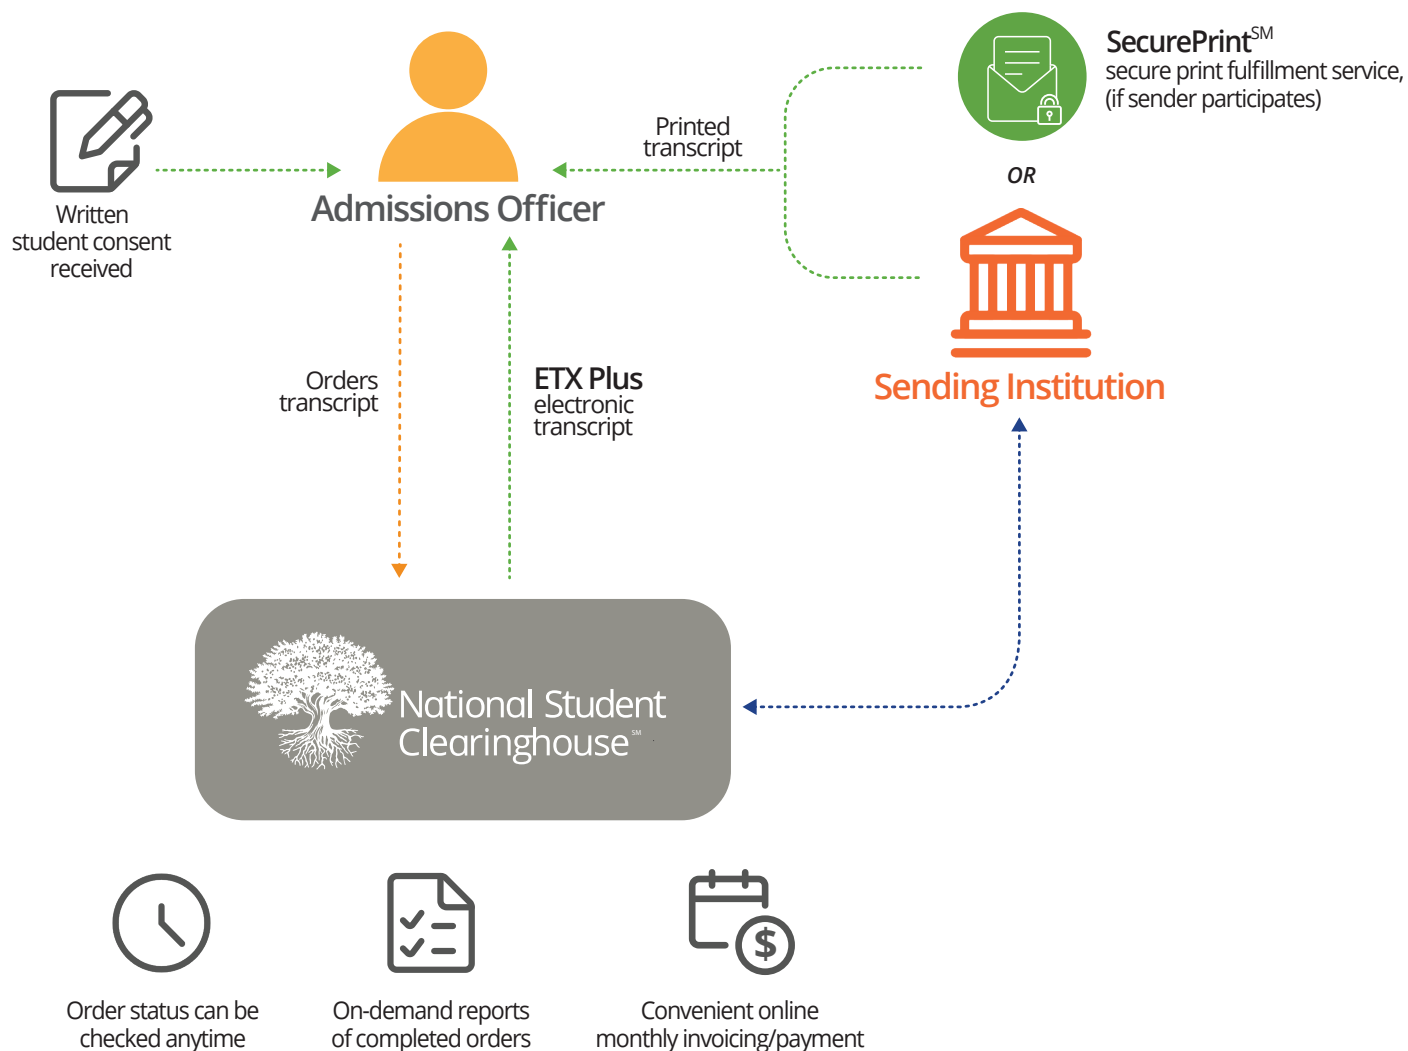 SecurePrint℠
secure print fulfillment service,
(if sender participates)
Printed
transcript
OR
Written
student consent
received
Admissions Officer
Orders
transcript
ETX Plus
electronic
transcript
Sending Institution
National Student
Clearinghouse℠
$
Order status can be
checked anytime
On-demand reports
of completed orders
Convenient online
monthly invoicing/payment